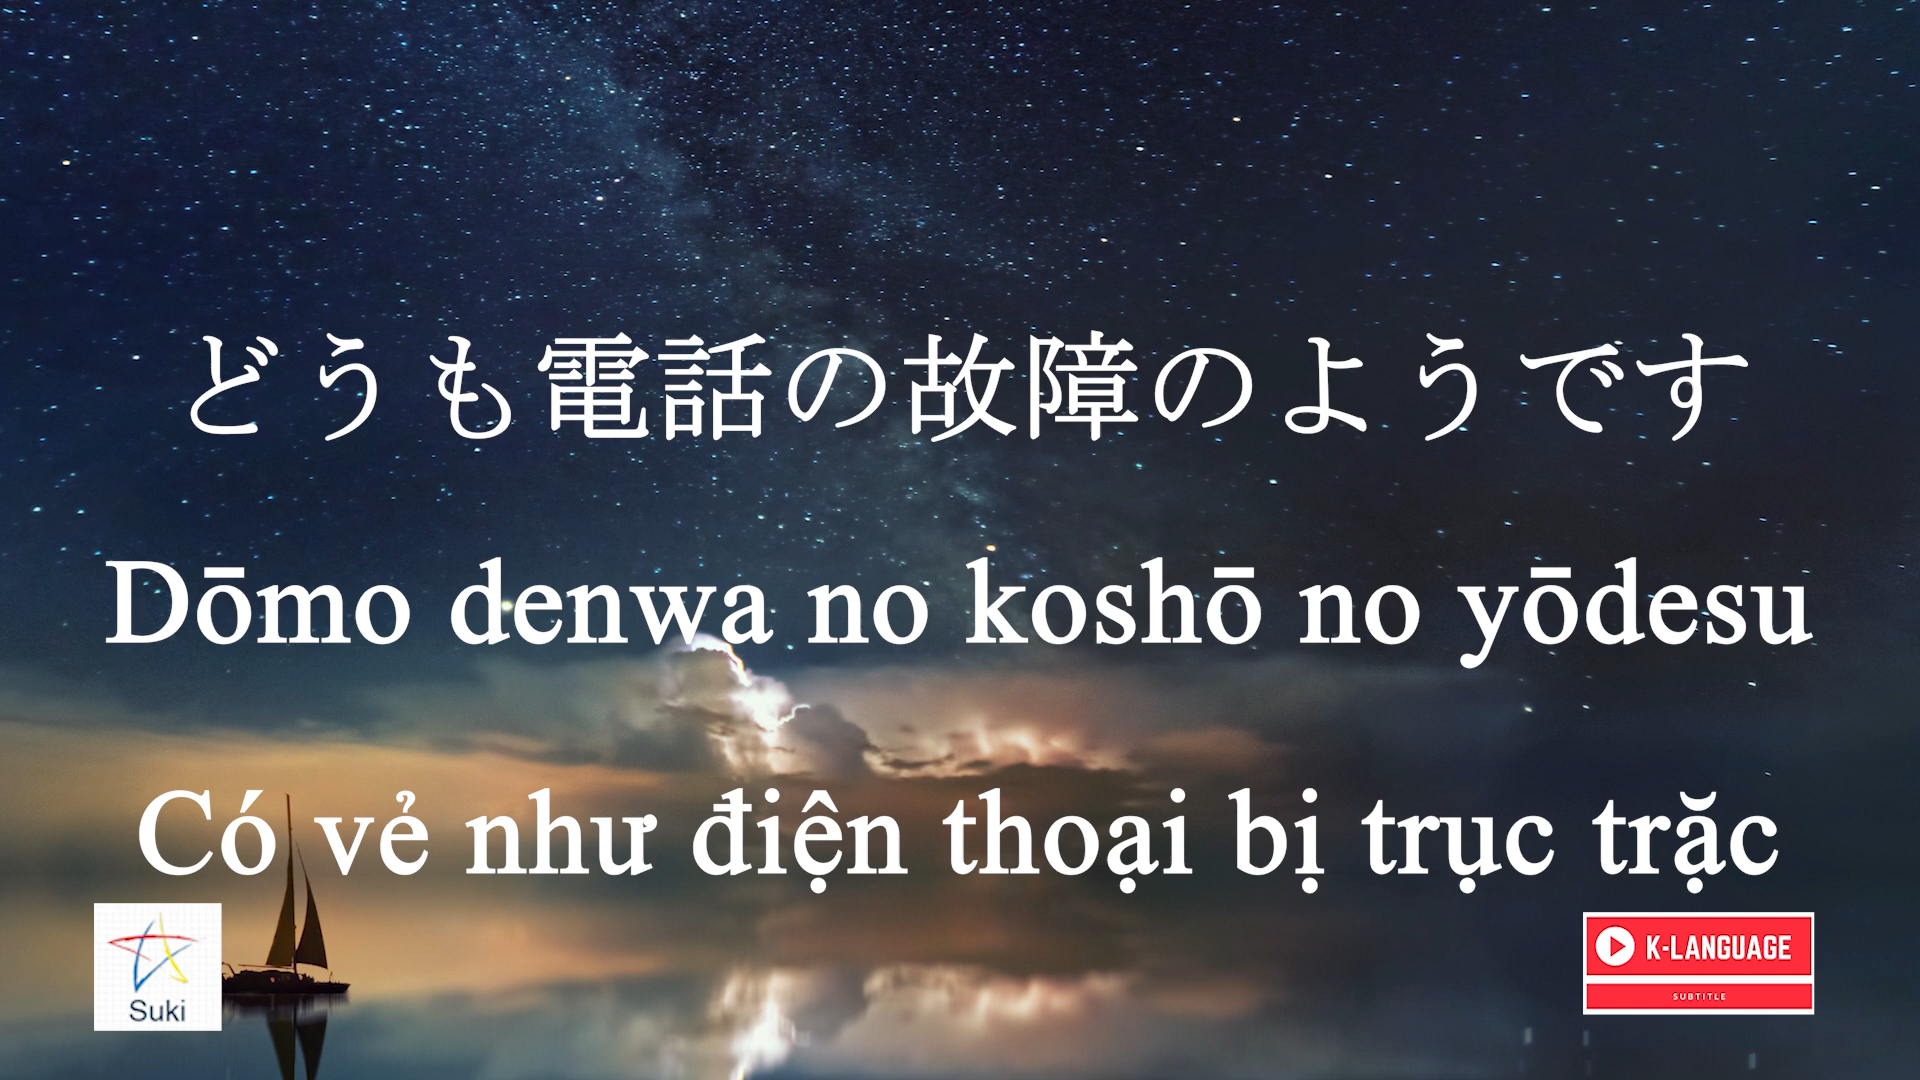 どうも電話の故障のようです
Dōmo denwa no koshō no yōdesu
Có vẻ như điện thoại bị trục trặc
Suki
K-LANGUAGE
SUBTITLE